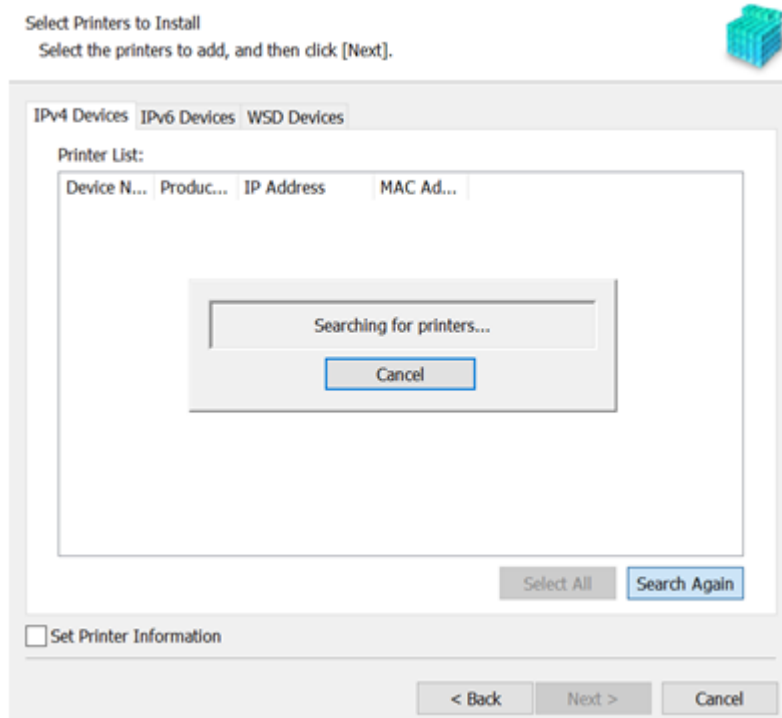 Select Printers to Install
Select the printers to add, and then click [Next].
IPv4 Devices IPv6 Devices WSD Devices
Printer List:
Device N... Produc... IP Address MAC Ad...
Searching for printers...
Cancel
Select All Search Again
Set Printer Information
< Back Next > Cancel